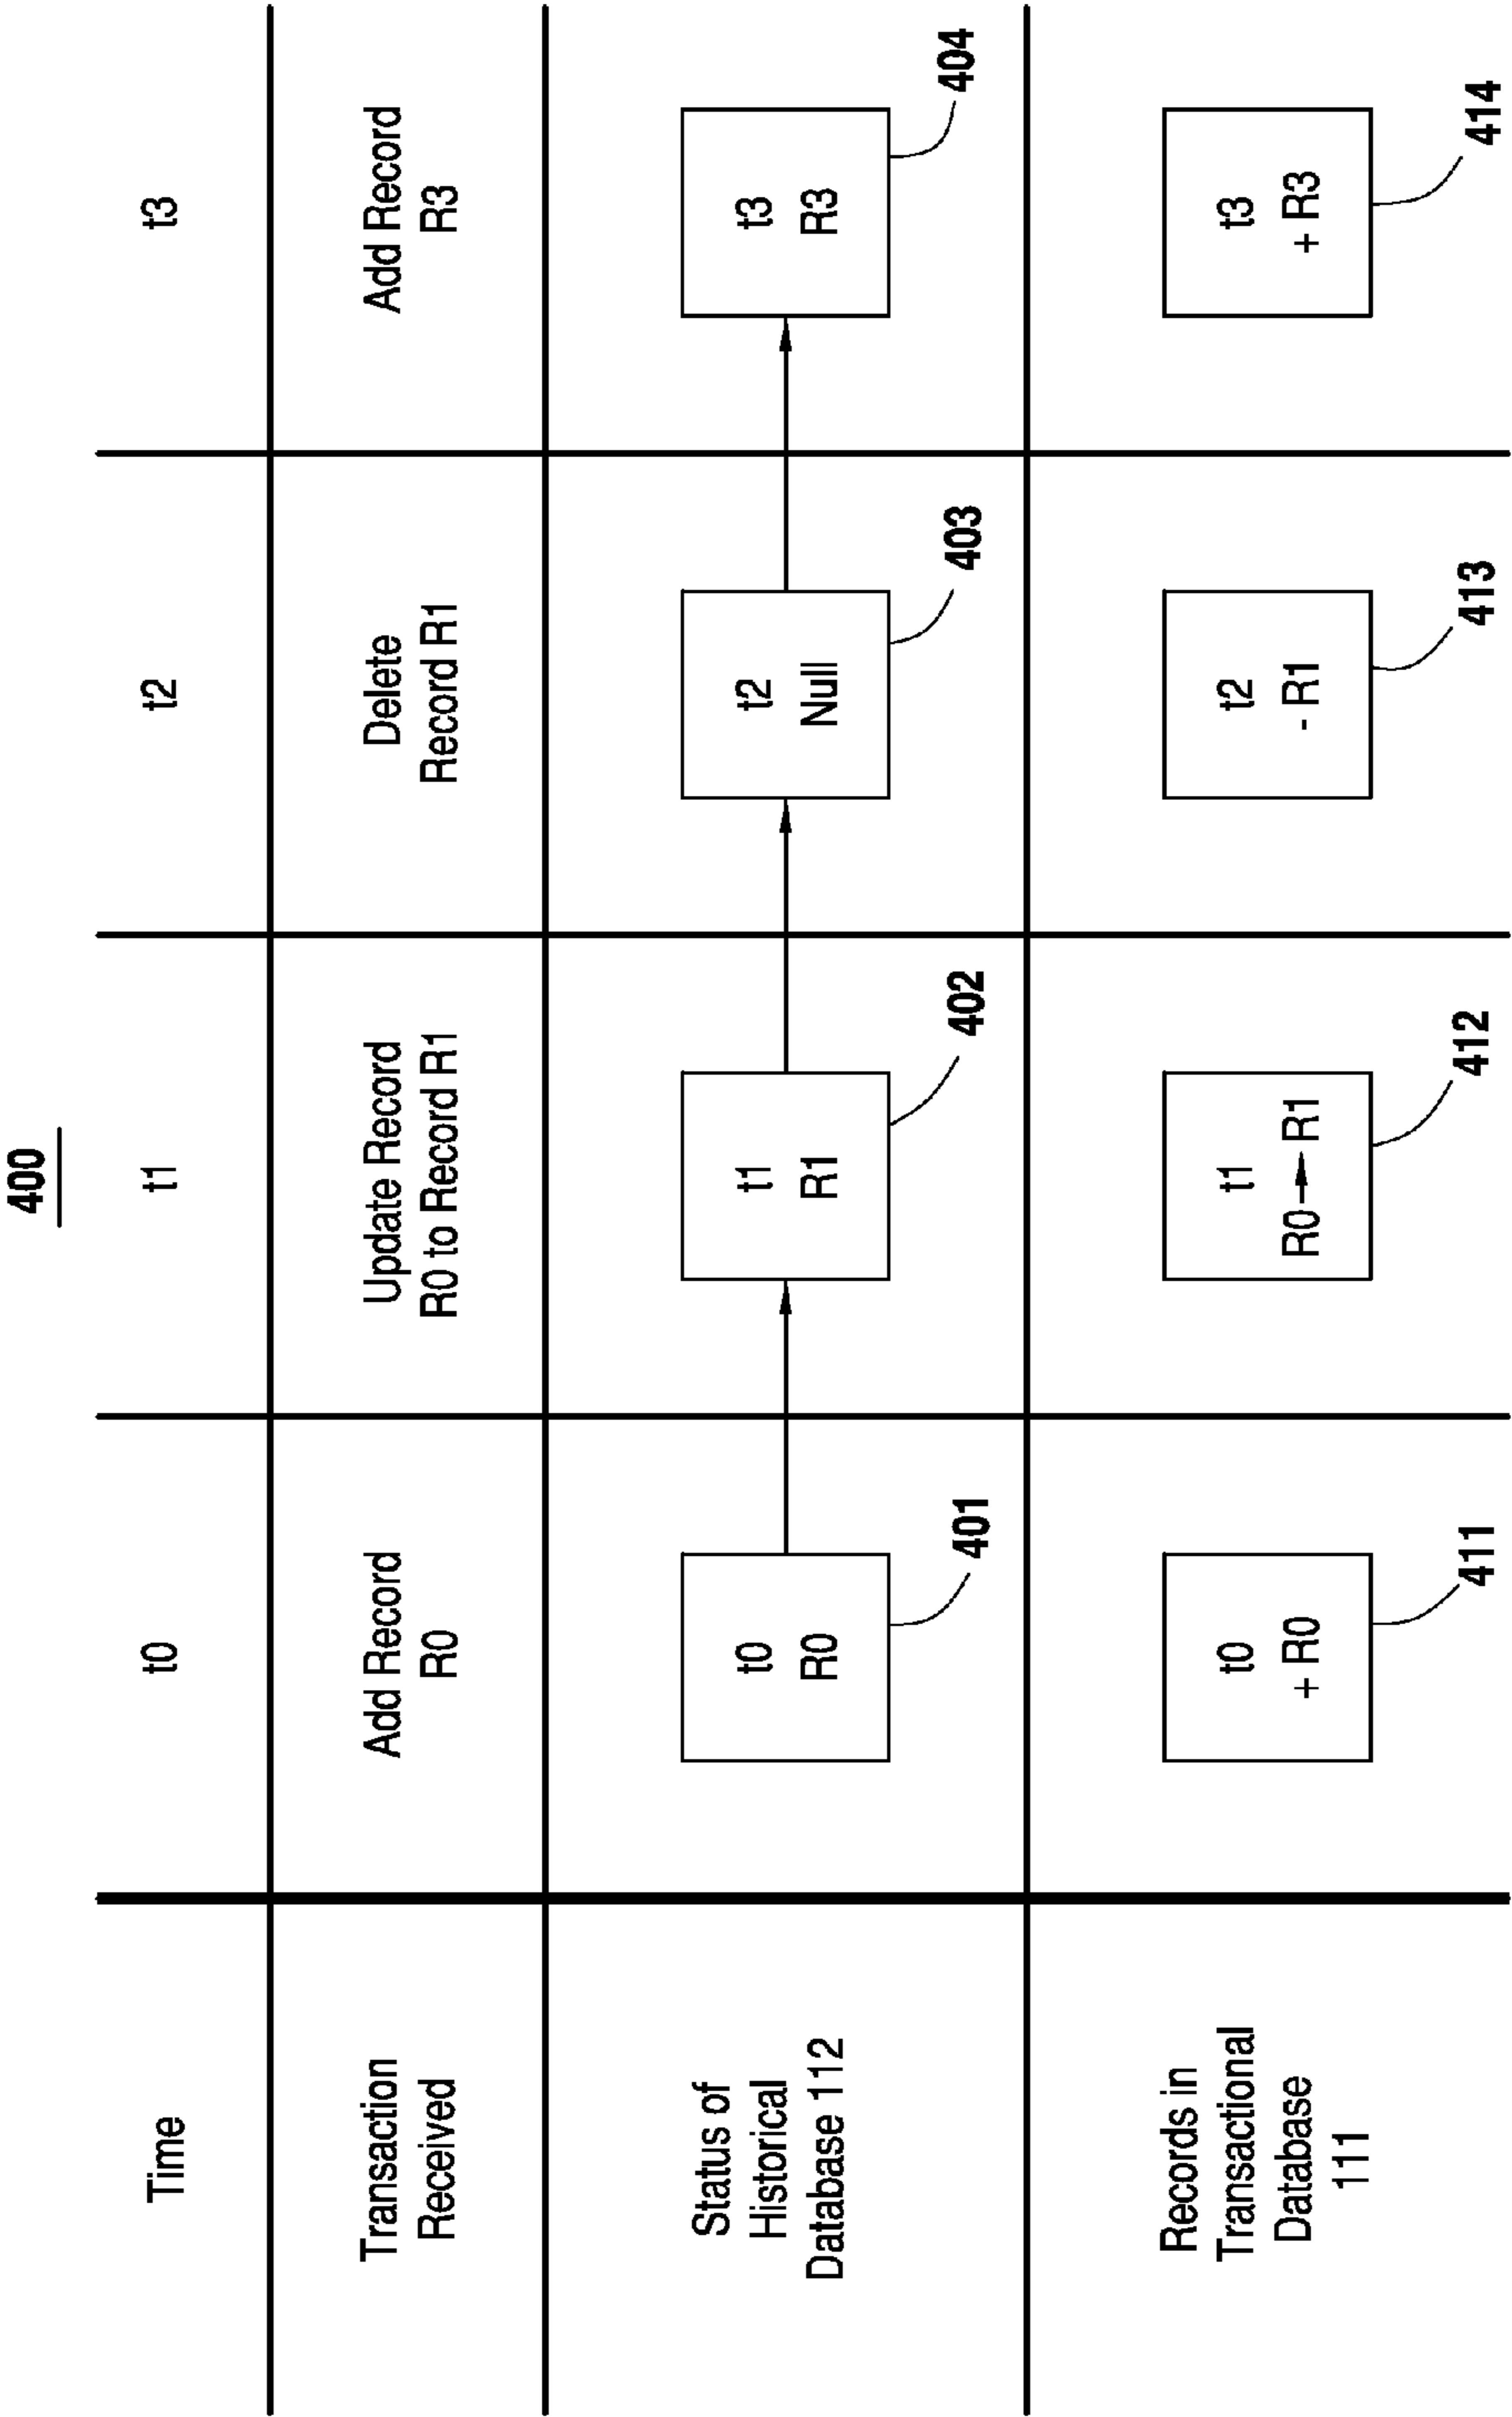 400
Time
t0
t1
t2
t3
Transaction
Received
Add Record
R0
Update Record
R0 to Record R1
Delete
Record R1
Add Record
R3
Status of
Historical
Database 112
t0
R0
401
t1
R1
402
t2
Null
403
t3
R3
404
Records in
Transactional
Database
111
t0
+ R0
411
t1
R0 R1
412
t2
- R1
413
t3
+ R3
414